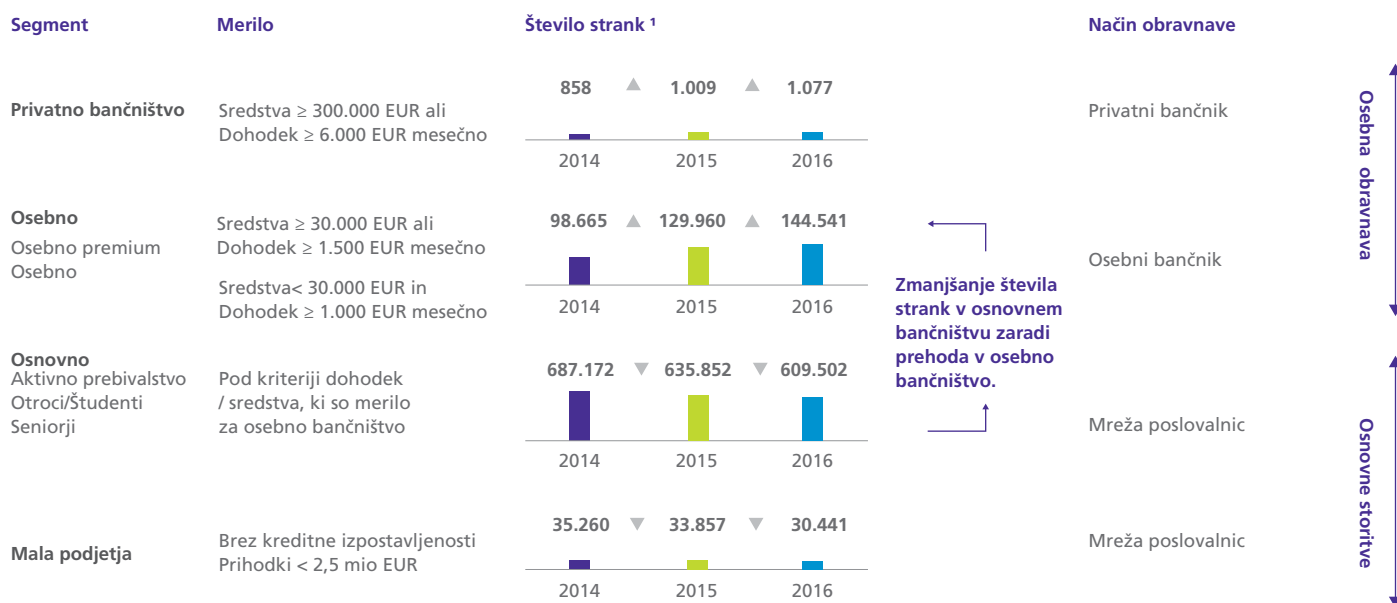 Segment
Merilo
Število strank ¹
Način obravnave
Privatno bančništvo
Sredstva ≥ 300.000 EUR ali
Dohodek ≥ 6.000 EUR mesečno
858 ▲ 1.009 ▲ 1.077
2014 2015 2016
Privatni bančnik
Osebna obravnava
Osebno
Osebno premium
Osebno
Sredstva ≥ 30.000 EUR ali
Dohodek ≥ 1.500 EUR mesečno
Sredstva< 30.000 EUR in
Dohodek ≥ 1.000 EUR mesečno
98.665 ▲ 129.960 ▲ 144.541
2014 2015 2016
Zmanjšanje števila
strank v osnovnem
bančništvu zaradi
prehoda v osebno
bančništvo.
Osebni bančnik
Osnovno
Aktivno prebivalstvo
Otroci/Študenti
Seniorji
Pod kriteriji dohodek
/ sredstva, ki so merilo
za osebno bančništvo
687.172 ▼ 635.852 ▼ 609.502
2014 2015 2016
Mreža poslovalnic
Osnovne storitve
Mala podjetja
Brez kreditne izpostavljenosti
Prihodki < 2,5 mio EUR
35.260 ▼ 33.857 ▼ 30.441
2014 2015 2016
Mreža poslovalnic